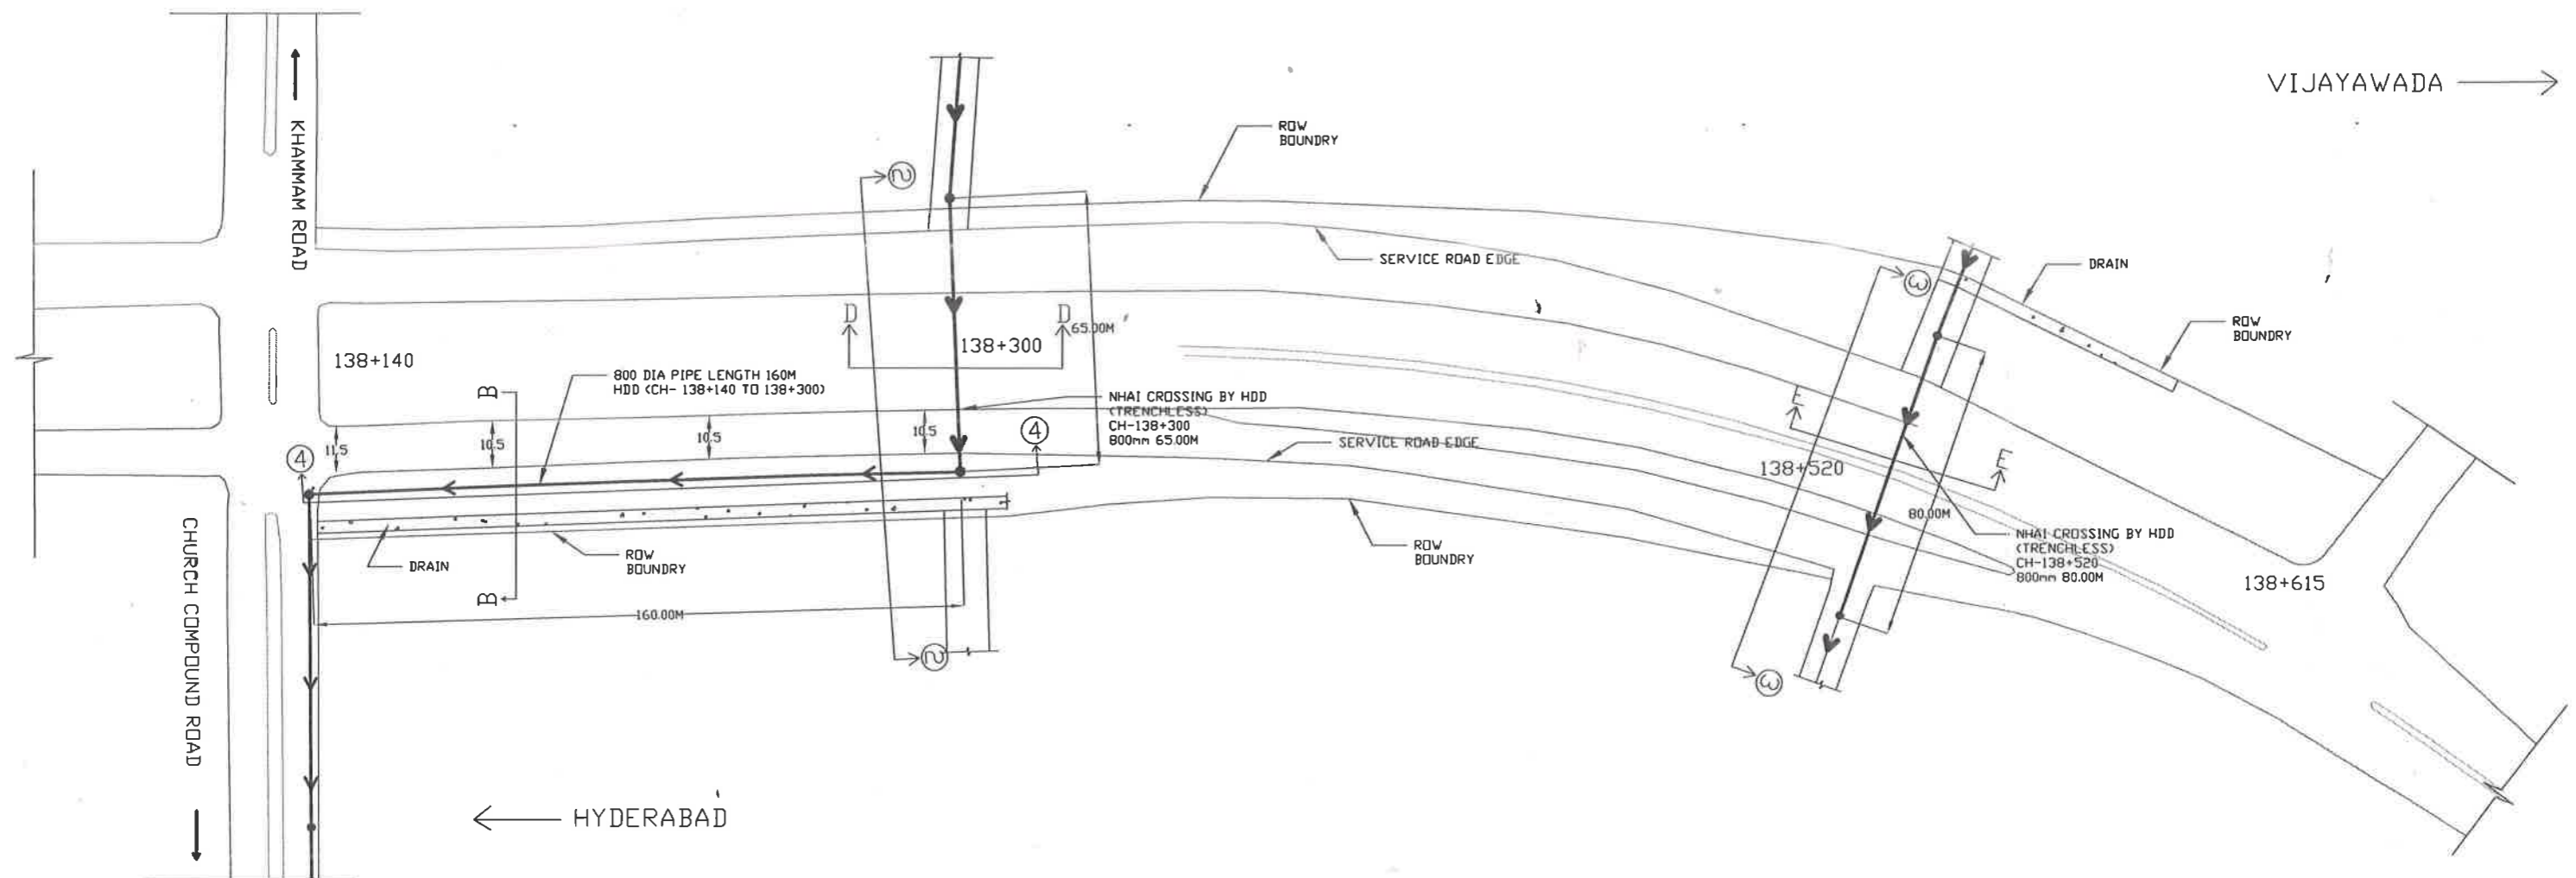 VIJAYAWADA
KHAMMAM ROAD
ROW
BOUNDRY
2
SERVICE ROAD EDGE
3
DRAIN
ROW
BOUNDRY
D
D
65.00M
138+300
138+140
800 DIA PIPE LENGTH 160M
HDD (CH- 138+140 TO 138+300)
B
NHAI CROSSING BY HDD
(TRENCHLESS)
CH-138+300
800mm 65.00M
E
11.5
10.5
10.5
10.5
4
4
SERVICE ROAD EDGE
138+520
E
80.00M
NHAI CROSSING BY HDD
(TRENCHLESS)
CH-138+520
800mm 80.00M
138+615
CHURCH COMPOUND ROAD
DRAIN
ROW
BOUNDRY
ROW
BOUNDRY
B
160.00M
2
3
HYDERABAD